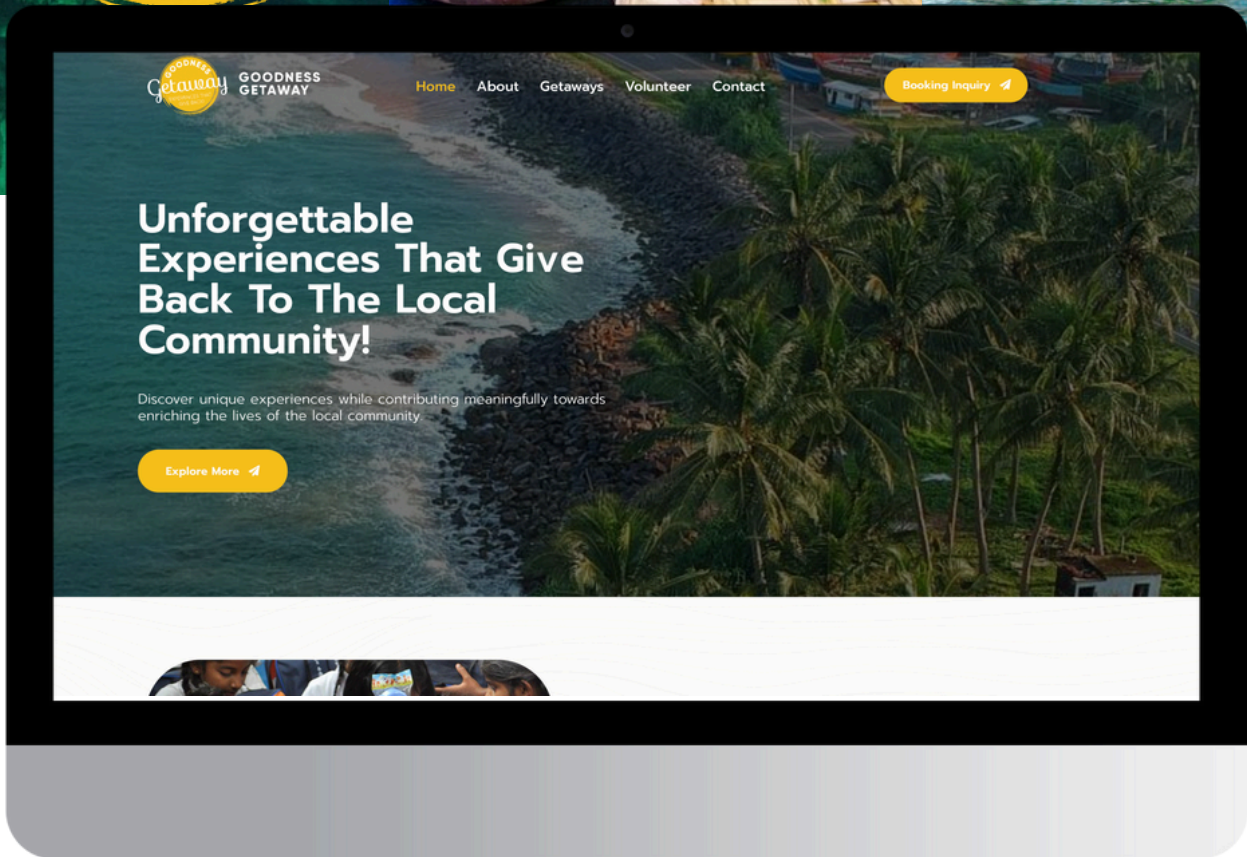 GOODNESS
Getaway
GOODNESS
GETAWAY
Home About Getaways Volunteer Contact
Booking Inquiry
Unforgettable
Experiences That Give
Back To The Local
Community!
Discover unique experiences while contributing meaningfully towards
enriching the lives of the local community.
Explore More